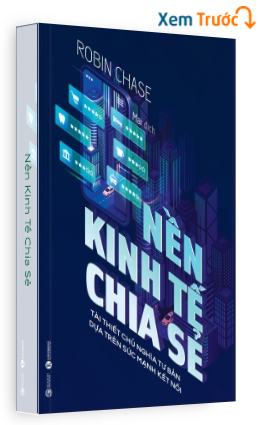 Xem Trước
ROBIN CHASE
Mai dịch
NỀN
KINH TẾ
CHIA SẺ
TÁI THIẾT CHỦ NGHĨA TƯ BẢN
DỰA TRÊN SỨC MẠNH KẾT NỐI
Nền Kinh Tế Chia Sẻ